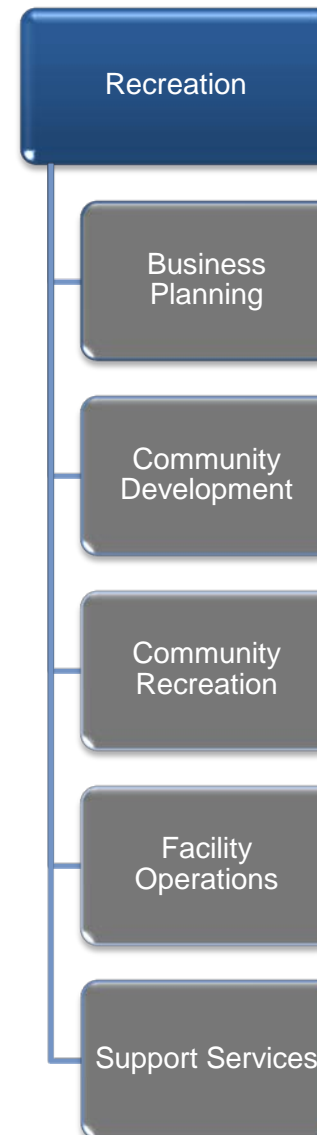 Recreation
Business
Planning
Community
Development
Community
Recreation
Facility
Operations
Support Services